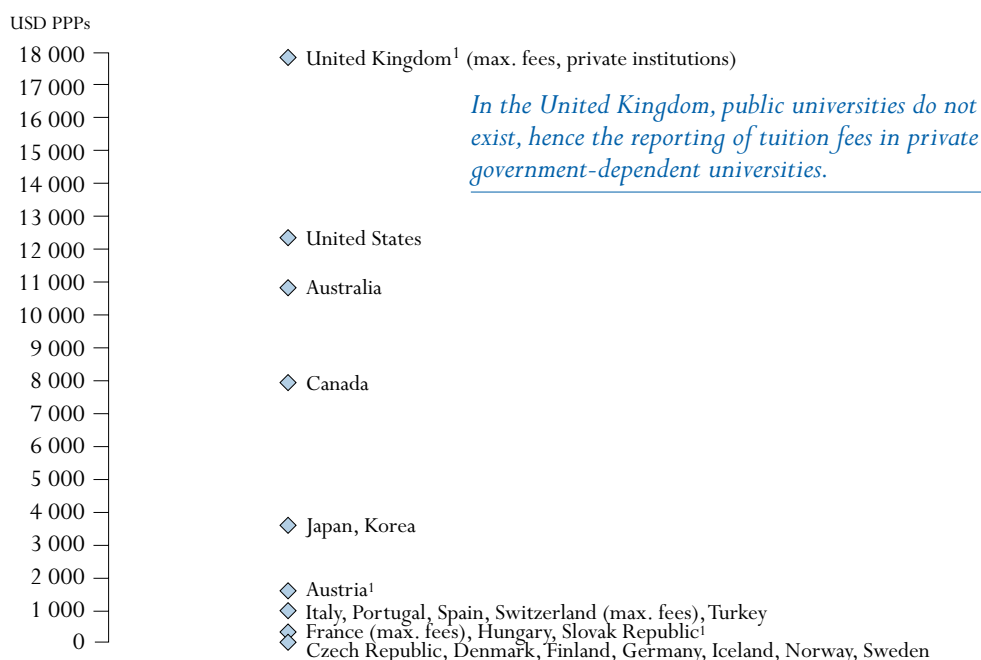 USD PPPs
18 000
United Kingdom¹ (max. fees, private institutions)
17 000
In the United Kingdom, public universities do not
exist, hence the reporting of tuition fees in private
government-dependent universities.
16 000
15 000
14 000
13 000
United States
12 000
11 000
Australia
10 000
9 000
8 000
Canada
7 000
6 000
5 000
4 000
Japan, Korea
3 000
2 000
Austria¹
1 000
Italy, Portugal, Spain, Switzerland (max. fees), Turkey
France (max. fees), Hungary, Slovak Republic¹
0
Czech Republic, Denmark, Finland, Germany, Iceland, Norway, Sweden